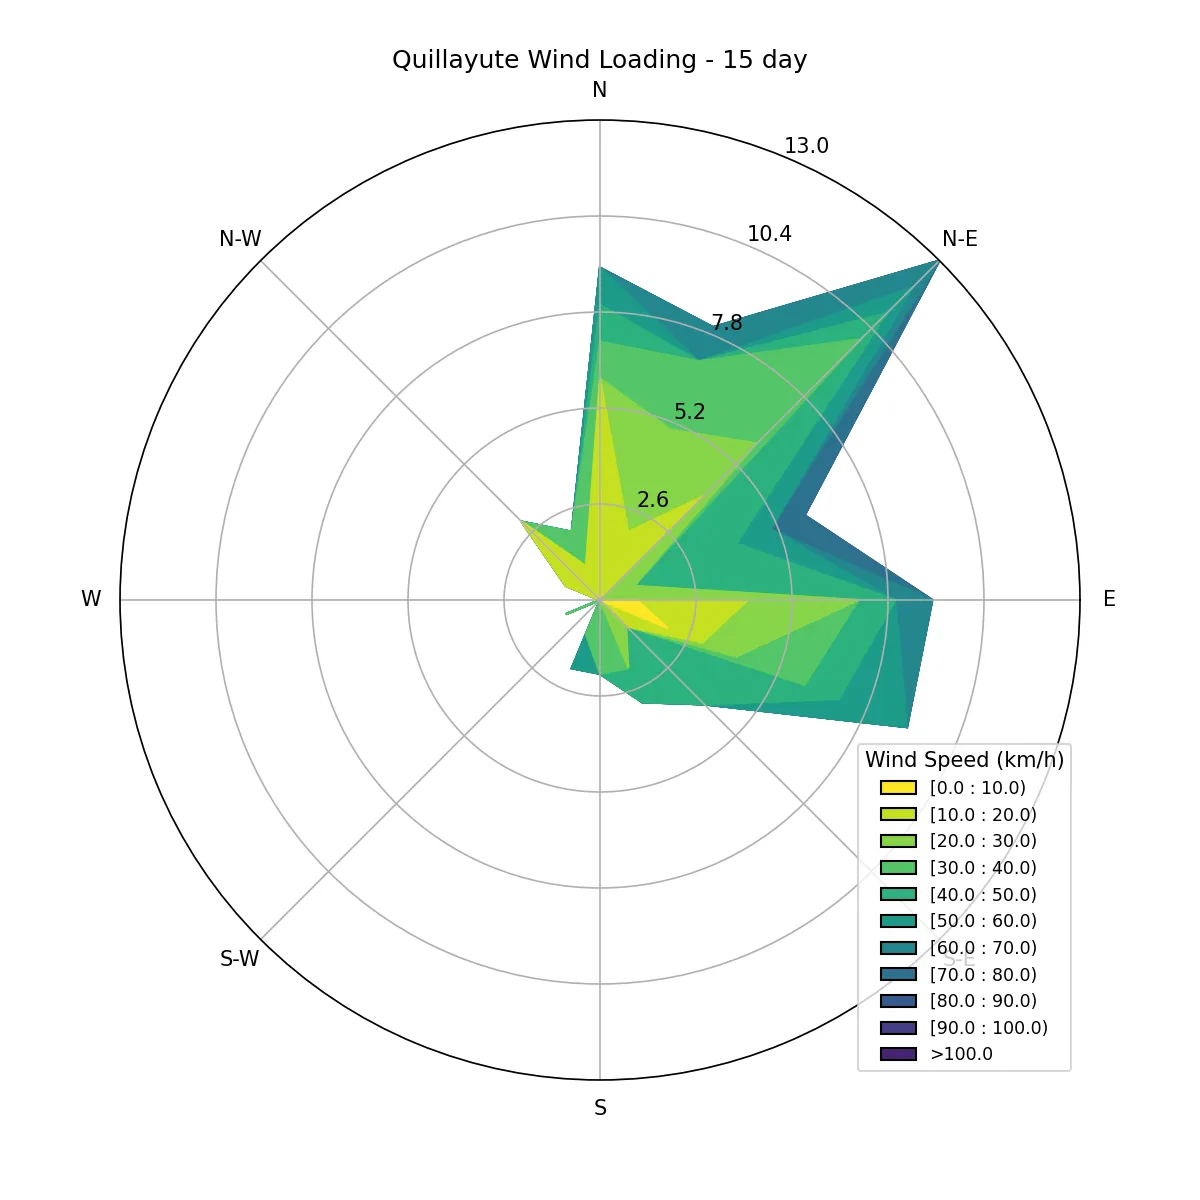 Quillayute Wind Loading - 15 day
N
13.0
N-W
10.4
N-E
7.8
5.2
2.6
W
E
Wind Speed (km/h)
[0.0 : 10.0)
[10.0 : 20.0)
[20.0 : 30.0)
[30.0 : 40.0)
[40.0 : 50.0)
[50.0 : 60.0)
[60.0 : 70.0)
[70.0 : 80.0)
[80.0 : 90.0)
[90.0 : 100.0)
>100.0
S-W
S-E
S